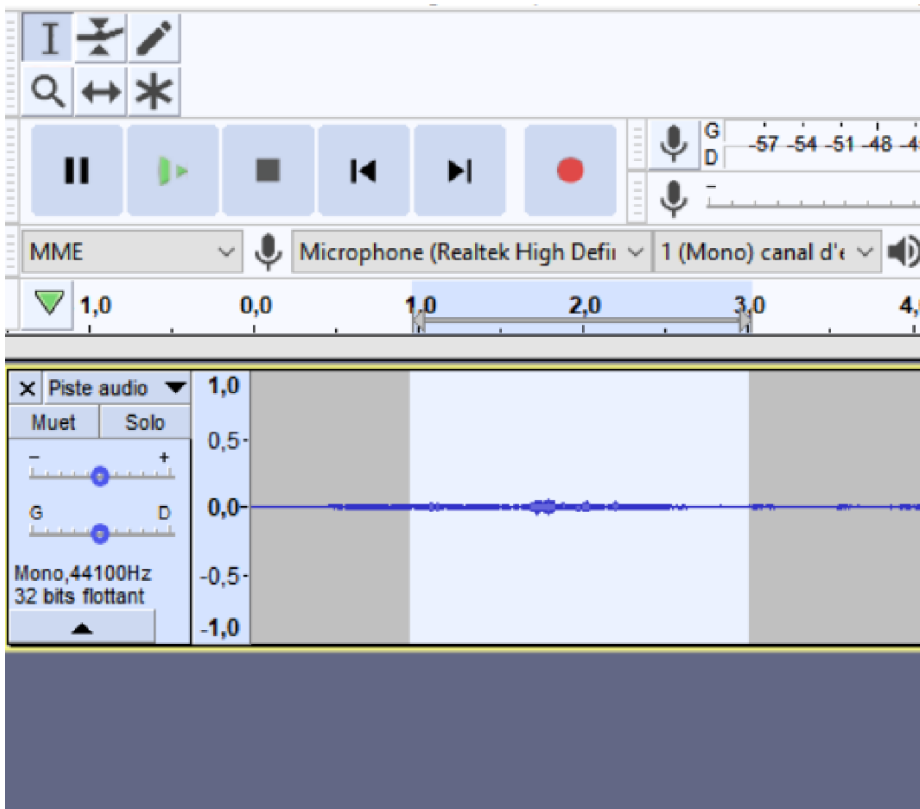 G
D
-57 -54 -51 -48
MME
Microphone (Realtek High Defii
1 (Mono) canal d'e
1,0 0,0 1,0 2,0 3,0 4,
Piste audio
1,0
Muet Solo
0,5
- +
G D
0,0
Mono,44100Hz
-0,5
32 bits flottant
-1,0